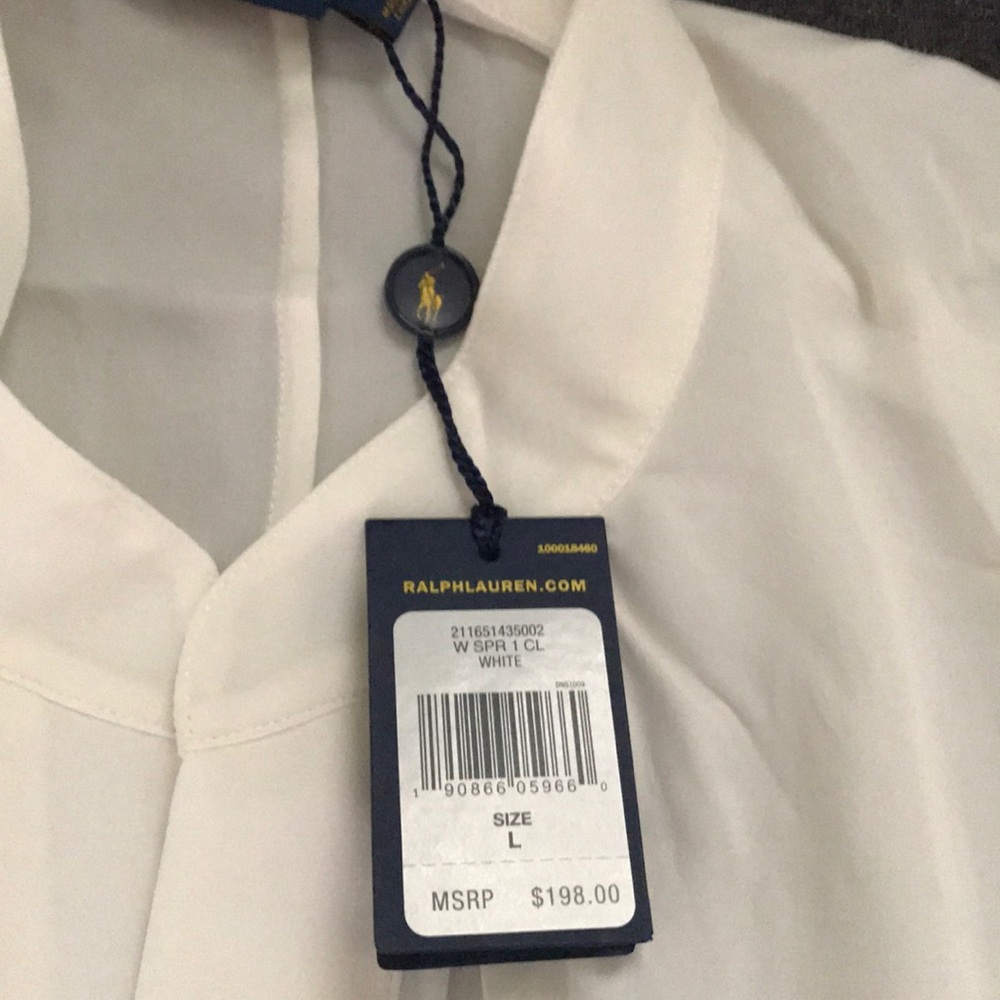 100018460
RALPHLAUREN.COM
211651435002
W SPR 1 CL
WHITE
1 90866 05966 0
SIZE
L
MSRP $198.00